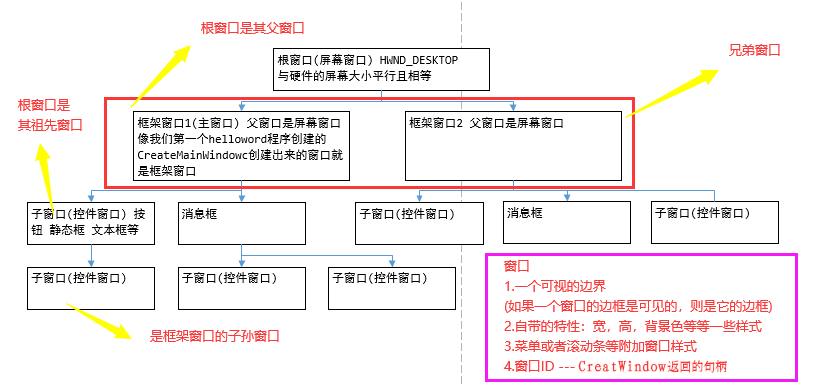 根窗口是其父窗口
兄弟窗口
根窗口(屏幕窗口) HWND_DESKTOP
与硬件的屏幕大小平行且相等
根窗口是
其祖先窗口
框架窗口1(主窗口) 父窗口是屏幕窗口
像我们第一个helloword程序创建的
CreateMainWindowc创建出来的窗口就
是框架窗口
框架窗口2 父窗口是屏幕窗口
子窗口(控件窗口) 按
钮 静态框 文本框等
消息框
子窗口(控件窗口)
消息框
子窗口(控件窗口)
子窗口(控件窗口)
子窗口(控件窗口)
子窗口(控件窗口)
是框架窗口的子孙窗口
窗口
1.一个可视的边界
(如果一个窗口的边框是可见的，则是它的边框)
2.自带的特性：宽，高，背景色等等一些样式
3.菜单或者滚动条等附加窗口样式
4.窗口ID --- CreatWindow返回的句柄